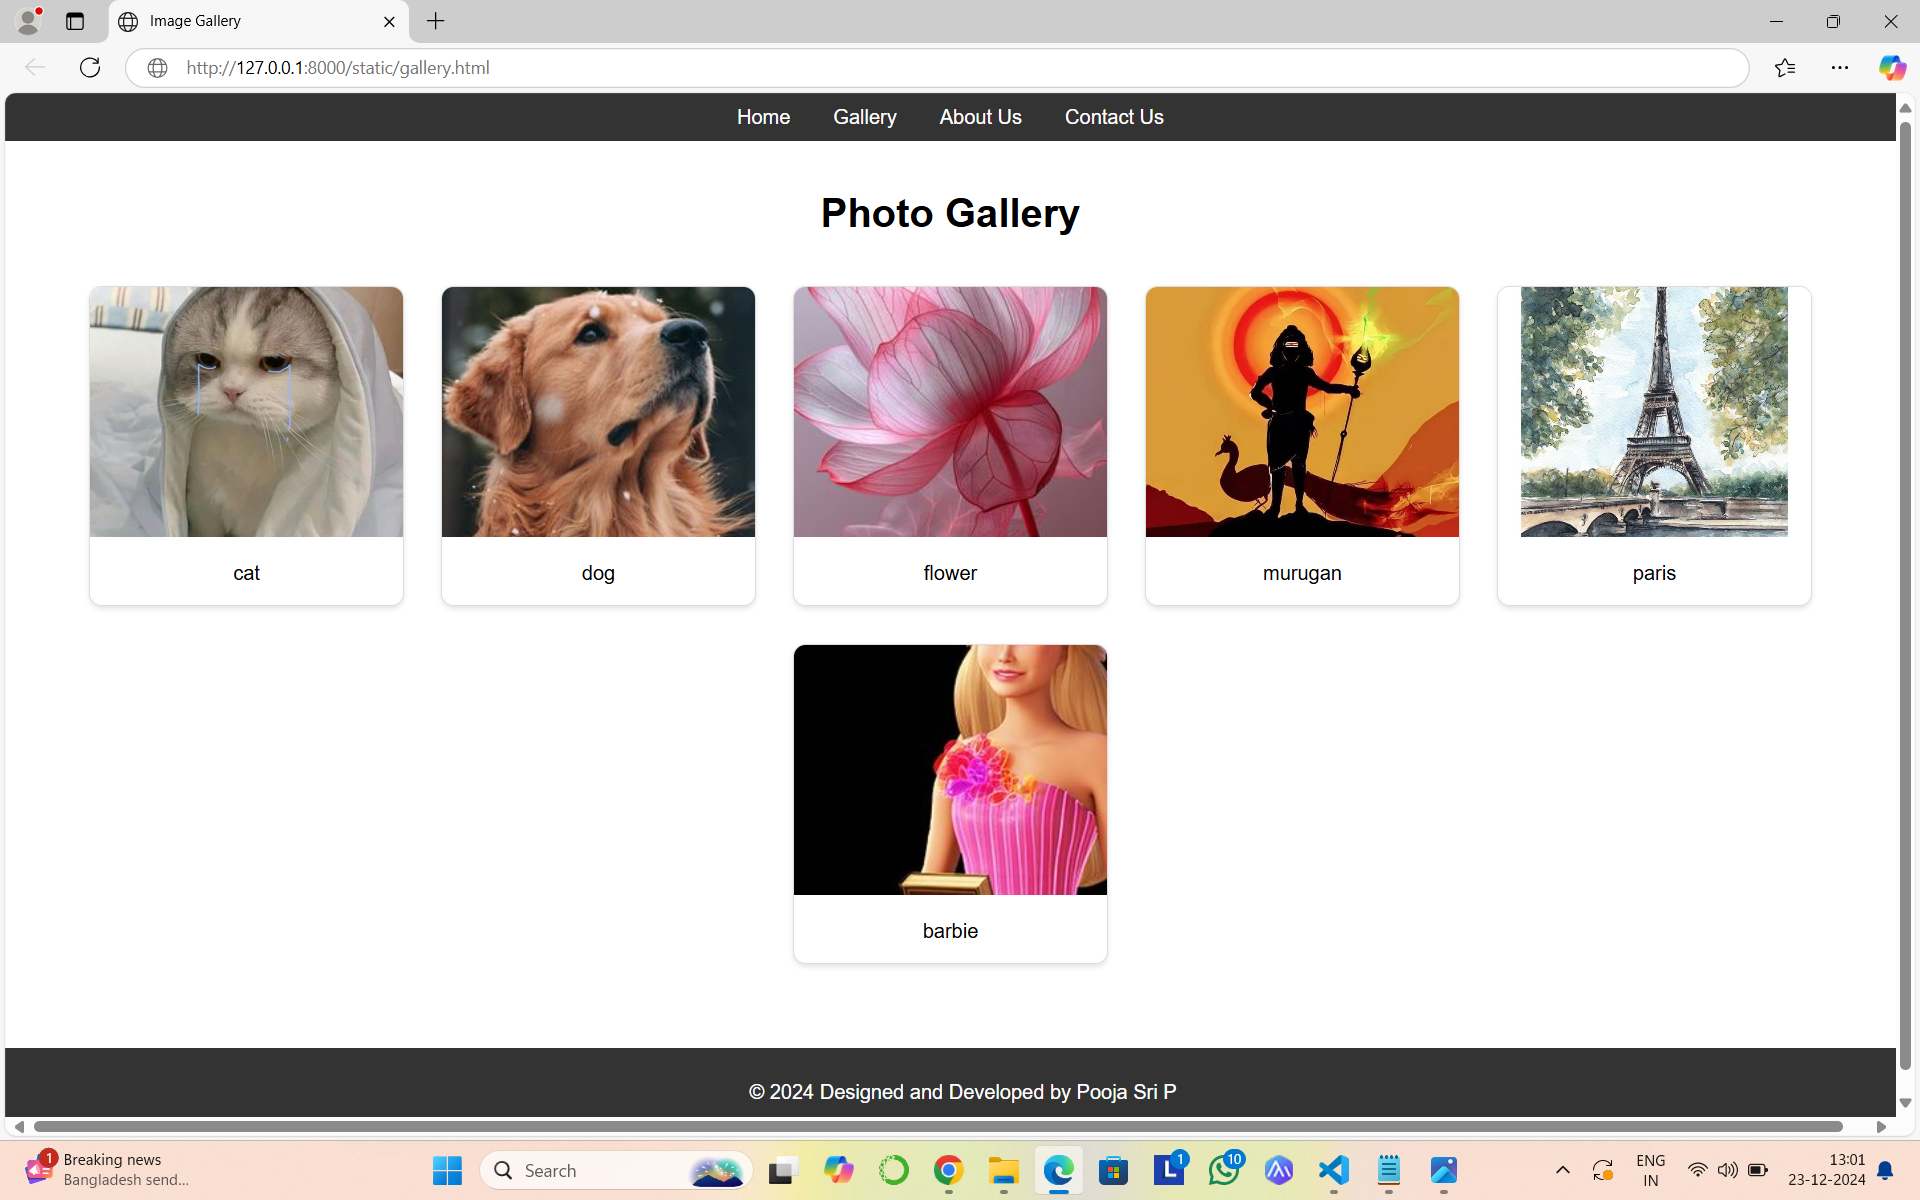 Image Gallery
http://127.0.0.1:8000/static/gallery.html
Home Gallery About Us Contact Us
Photo Gallery
cat dog flower murugan paris
barbie
© 2024 Designed and Developed by Pooja Sri P
1 Breaking news
Bangladesh send...
Search
L 1
10
ENG
IN
13:01
23-12-2024